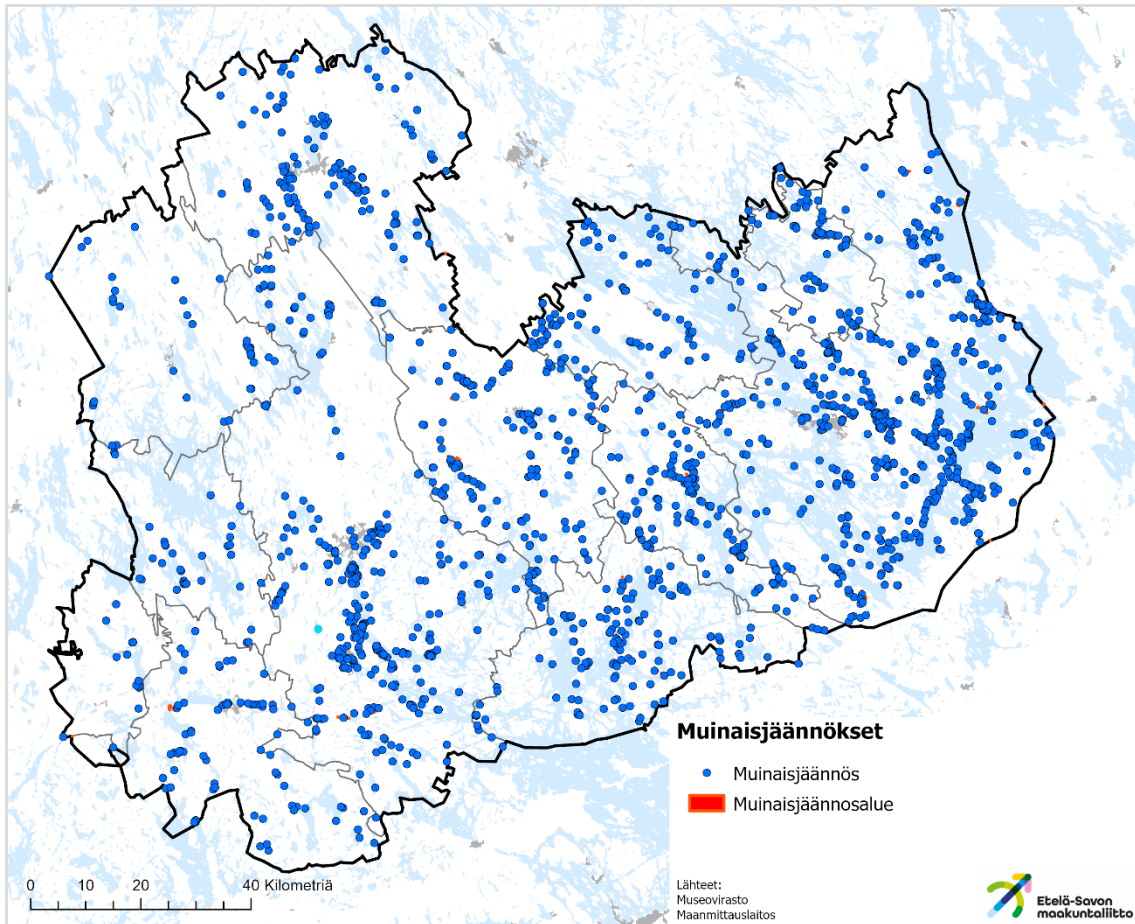 Muinaisjäännökset
Muinaisjäännös
Muinaisjäännosalue
0 10 20 40 Kilometriä
Lähteet:
Museovirasto
Maanmittauslaitos
Etelä-Savon
maakuntaliitto